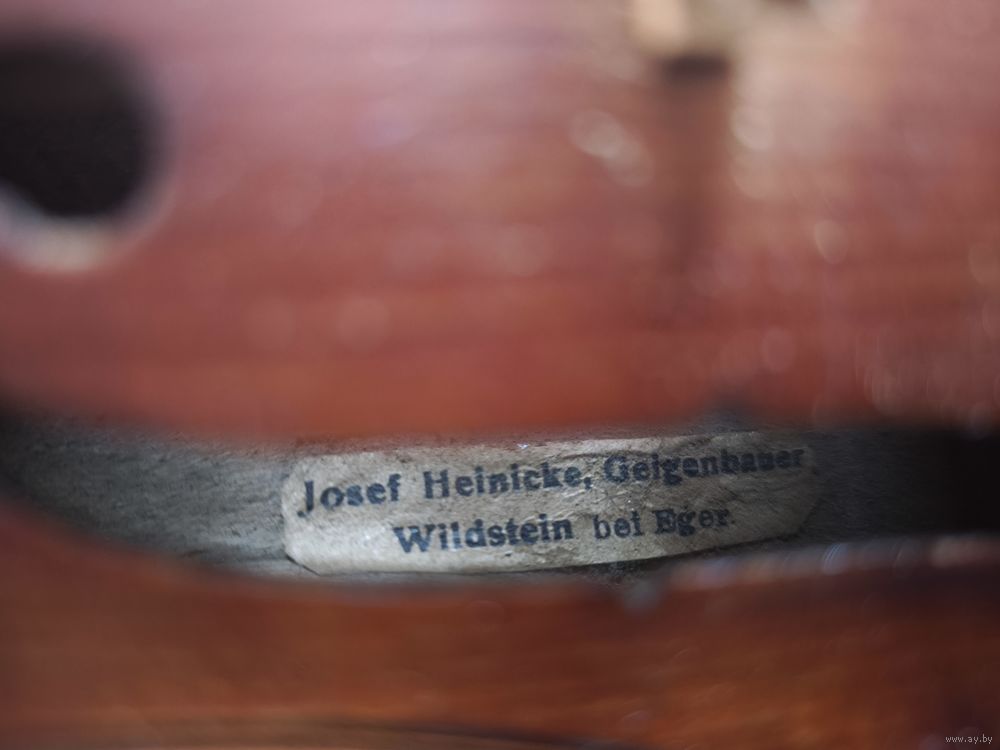 Josef Heinicke, Geigenbauer
Wildstein bei Eger.
www.ay.by